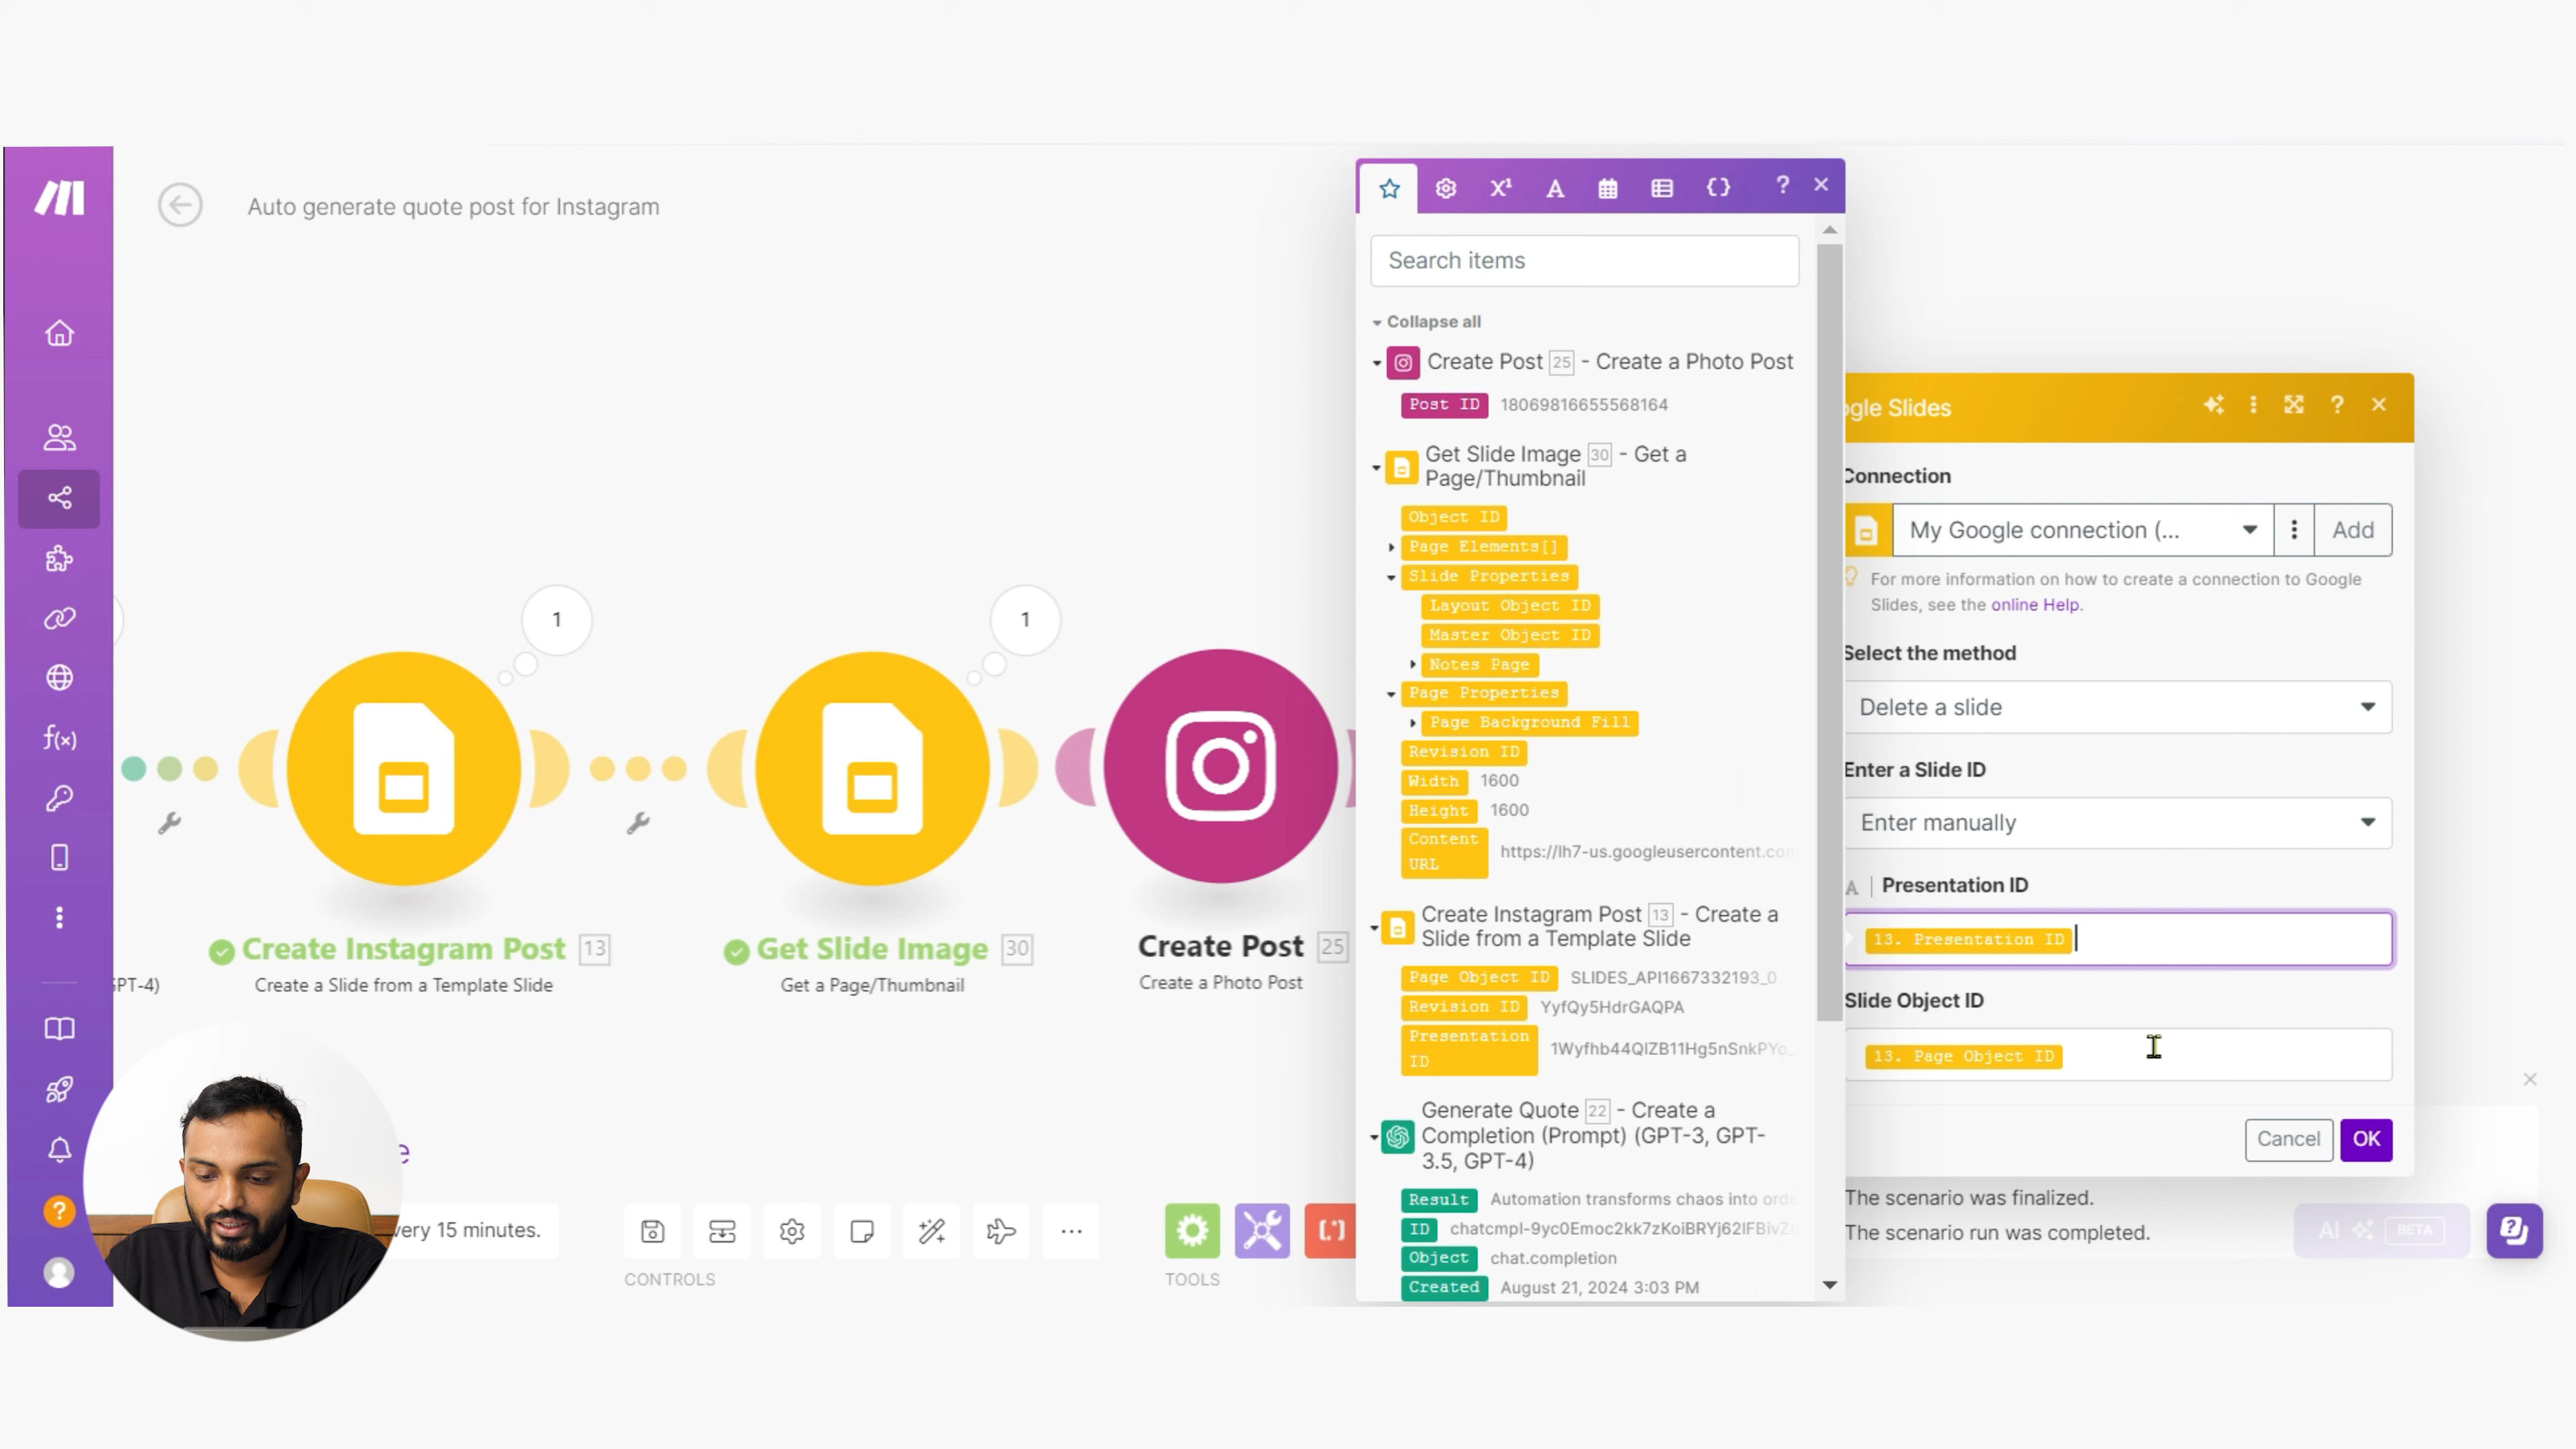 Auto generate quote post for Instagram
Search items
Collapse all
Create Post 25 - Create a Photo Post
Post ID 18069816655568164
Get Slide Image 30 - Get a
Page/Thumbnail
Object ID
Page Elements[]
Slide Properties
Layout Object ID
Master Object ID
Notes Page
Page Properties
Page Background Fill
Revision ID
Width 1600
Height 1600
Content
URL
https://lh7-us.googleusercontent.con
Create Instagram Post 13 - Create a
Slide from a Template Slide
Page Object ID SLIDES_API1667332193_0
Revision ID YyfQy5HdrGAQPA
Presentation
ID
Generate Quote 22 - Create a
Completion (Prompt) (GPT-3, GPT-
3.5, GPT-4)
Result Automation transforms chaos into orde
ID
Object chat.completion
Created August 21, 2024 3:03 PM
gle Slides
Connection
My Google connection (... Add
For more information on how to create a connection to Google
Slides, see the online Help.
Select the method
Delete a slide
Enter a Slide ID
Enter manually
A Presentation ID
13. Presentation ID
Slide Object ID
13. Page Object ID
Cancel OK
1
1
Create Instagram Post 13
Create a Slide from a Template Slide
Get Slide Image 30
Get a Page/Thumbnail
Create Post 25
Create a Photo Post
PT-4)
f(x)
e
very 15 minutes.
CONTROLS
TOOLS
The scenario was finalized.
The scenario run was completed.
AI BETA